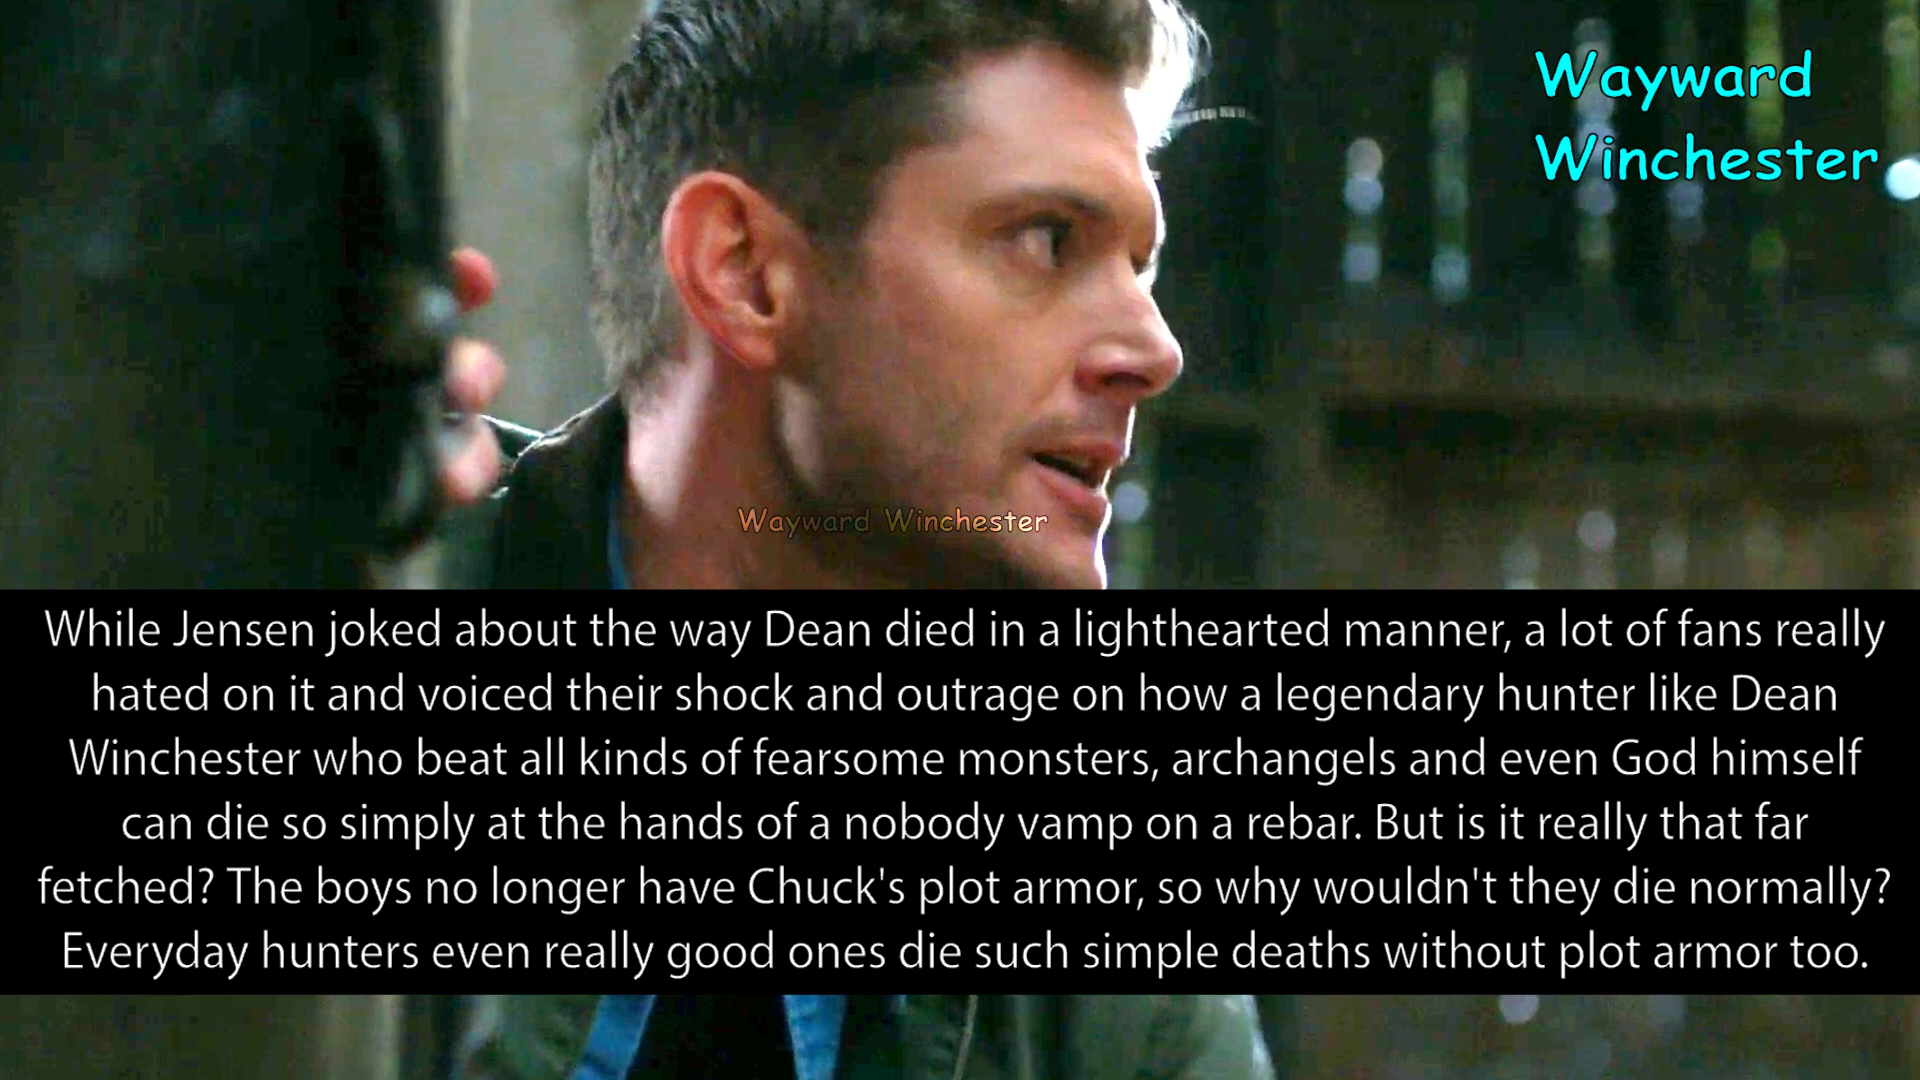 Wayward
Winchester
Wayward Winchester
While Jensen joked about the way Dean died in a lighthearted manner, a lot of fans really
hated on it and voiced their shock and outrage on how a legendary hunter like Dean
Winchester who beat all kinds of fearsome monsters, archangels and even God himself
can die so simply at the hands of a nobody vamp on a rebar. But is it really that far
fetched? The boys no longer have Chuck's plot armor, so why wouldn't they die normally?
Everyday hunters even really good ones die such simple deaths without plot armor too.